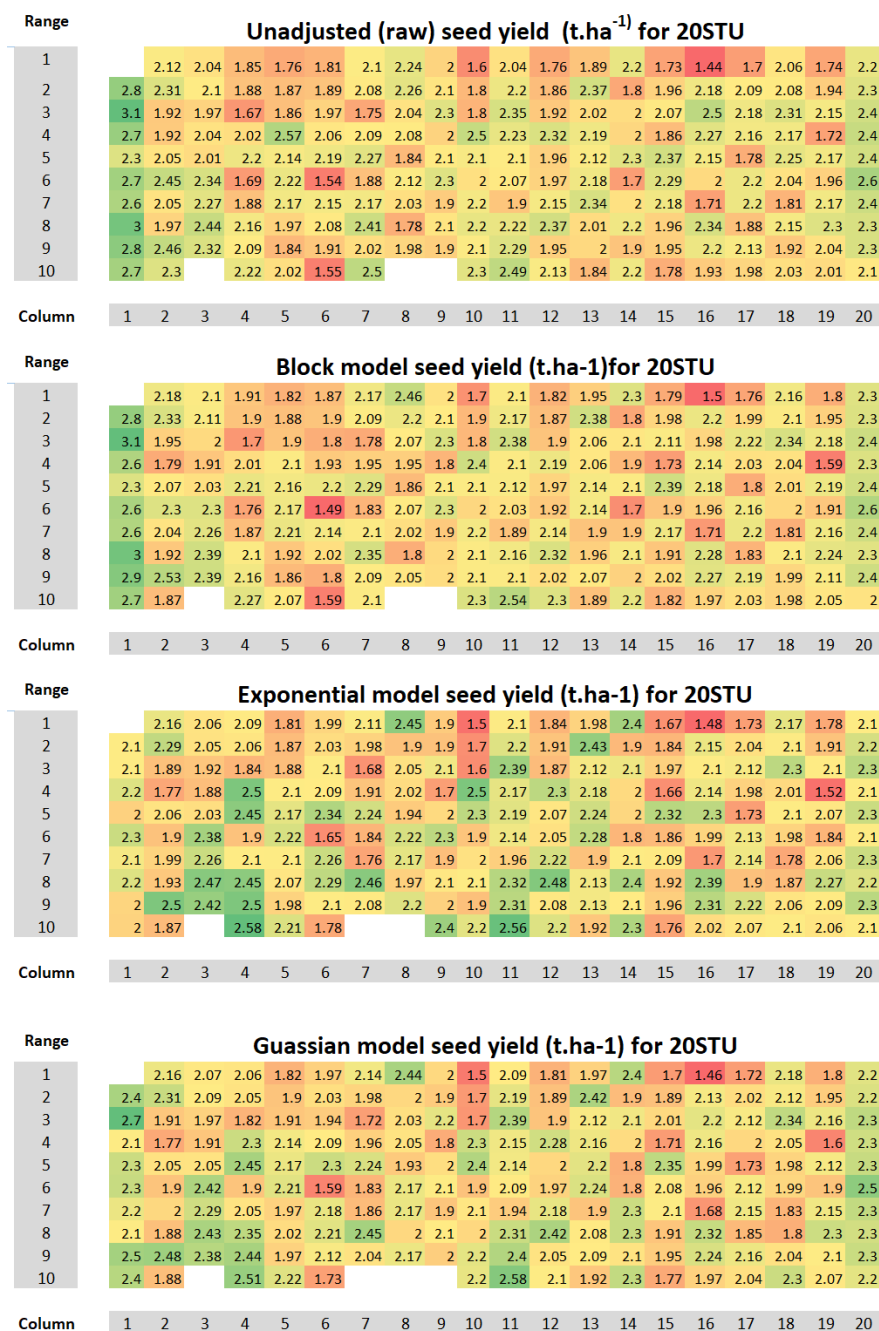 Range
Unadjusted (raw) seed yield (t.ha-1) for 20STU
1 2.12 2.04 1.85 1.76 1.81 2.1 2.24 2 1.6 2.04 1.76 1.78 1.89 2.2 1.73 1.44 1.7 2.06 1.74 2.2
2 2.8 2.31 2.1 1.88 1.87 1.89 2.08 2.26 2.1 1.8 2.2 1.86 2.37 1.8 1.96 2.18 2.09 2.08 1.94 2.3
3 3.1 1.92 1.97 1.67 1.86 1.97 1.75 2.04 2.3 1.8 2.35 1.92 2.02 2 2.07 2.5 2.18 2.31 2.15 2.4
4 2.7 1.92 2.04 2.02 2.57 2.06 2.09 2.08 2 2.5 2.23 2.32 2.19 2 1.86 2.27 2.16 2.17 1.72 2.4
5 2.3 2.05 2.01 2.2 2.14 2.19 2.27 1.84 2.1 2.1 2.1 1.96 2.12 2.3 2.37 2.15 1.78 2.25 2.17 2.4
6 2.7 2.45 2.34 1.69 2.22 1.54 1.88 2.12 2.3 2 2.07 1.97 2.18 1.7 2.29 2 2.2 2.04 1.96 2.6
7 2.6 2.05 2.27 1.88 2.17 2.15 2.17 2.03 1.9 2.2 1.9 2.15 2.34 2 2.18 1.71 2.2 1.81 2.17 2.4
8 3 1.97 2.44 2.16 1.97 2.08 2.41 1.78 2.1 2.2 2.22 2.37 2.01 2.2 1.96 2.34 1.88 2.15 2.3 2.3
9 2.8 2.46 2.32 2.09 1.84 1.91 2.02 1.98 1.9 2.1 2.29 1.95 2 1.9 1.95 2.2 2.13 1.92 2.04 2.3
10 2.7 2.3 2.22 2.02 1.55 2.5 2.3 2.49 2.13 1.84 2.2 1.78 1.93 1.98 2.03 2.01 2.1
Column 1 2 3 4 5 6 7 8 9 10 11 12 13 14 15 16 17 18 19 20
Range
Block model seed yield (t.ha-1)for 20STU
1 2.18 2.1 1.91 1.82 1.87 2.17 2.46 2 1.7 2.1 1.82 1.95 2.3 1.79 1.5 1.76 2.16 1.8 2.3
2 2.8 2.33 2.11 1.9 1.88 1.9 2.09 2.2 2.1 1.9 2.17 1.87 2.38 1.8 1.98 2.2 1.99 2.1 1.95 2.3
3 3.1 1.95 2 1.7 1.9 1.8 1.78 2.07 2.3 1.8 2.38 1.9 2.06 2.1 2.11 1.98 2.22 2.34 2.18 2.4
4 2.6 1.79 1.91 2.01 2.1 1.93 1.95 1.95 1.8 2.4 2.1 2.19 2.06 1.9 1.73 2.14 2.03 2.04 1.59 2.3
5 2.3 2.07 2.03 2.21 2.16 2.2 2.29 1.86 2.1 2.1 2.12 1.97 2.14 2.1 2.39 2.18 1.8 2.01 2.19 2.4
6 2.6 2.3 2.3 1.76 2.17 1.49 1.83 2.07 2.3 2 2.03 1.92 2.14 1.7 1.9 1.96 2.16 2 1.91 2.6
7 2.6 2.04 2.26 1.87 2.21 2.14 2.1 2.02 1.9 2.2 1.89 2.14 1.9 1.9 2.17 1.71 2.2 1.81 2.16 2.4
8 3 1.92 2.39 2.1 1.92 2.02 2.35 1.8 2 2.1 2.16 2.32 1.96 2.1 1.91 2.28 1.83 2.1 2.24 2.3
9 2.9 2.53 2.39 2.16 1.86 1.8 2.09 2.05 2 2.1 2.1 2.02 2.07 2 2.02 2.27 2.19 1.99 2.11 2.4
10 2.7 1.87 2.27 2.07 1.59 2.1 2.3 2.54 2.3 1.89 2.2 1.82 1.97 2.03 1.98 2.05 2
Column 1 2 3 4 5 6 7 8 9 10 11 12 13 14 15 16 17 18 19 20
Range
Exponential model seed yield (t.ha-1) for 20STU
1 2.16 2.06 2.09 1.81 1.99 2.11 2.45 1.9 1.5 2.1 1.84 1.98 2.4 1.67 1.48 1.73 2.17 1.78 2.1
2 2.1 2.29 2.05 2.06 1.87 2.03 1.98 1.9 1.9 1.7 2.2 1.91 2.43 1.9 1.84 2.15 2.04 2.1 1.91 2.2
3 2.1 1.89 1.92 1.84 1.88 2.1 1.68 2.05 2.1 1.6 2.39 1.87 2.12 2.1 1.97 2.1 2.12 2.3 2.1 2.3
4 2.2 1.77 1.88 2.5 2.1 2.09 1.91 2.02 1.7 2.5 2.17 2.3 2.18 2 1.66 2.14 1.98 2.01 1.52 2.1
5 2 2.06 2.03 2.45 2.17 2.34 2.24 1.94 2 2.3 2.19 2.07 2.24 2 2.32 2.3 1.73 2.1 2.07 2.3
6 2.3 1.9 2.38 1.9 2.22 1.65 1.84 2.22 2.3 1.9 2.14 2.05 2.28 1.8 1.86 1.99 2.13 1.98 1.84 2.1
7 2.1 1.99 2.26 2.1 2.1 2.26 1.76 2.17 1.9 2 1.96 2.22 1.9 2.1 2.09 1.7 2.14 1.78 2.06 2.3
8 2.2 1.93 2.47 2.45 2.07 2.29 2.46 1.97 2.1 2.1 2.32 2.48 2.13 2.4 1.92 2.39 1.9 1.87 2.27 2.2
9 2 2.5 2.42 2.5 1.98 2.1 2.08 2.2 2 1.9 2.31 2.08 2.13 2.1 1.96 2.31 2.22 2.06 2.09 2.3
10 2 1.87 2.58 2.21 1.78 2.4 2.2 2.56 2.2 1.92 2.3 1.76 2.02 2.07 2.1 2.06 2.1
Column 1 2 3 4 5 6 7 8 9 10 11 12 13 14 15 16 17 18 19 20
Range
Guassian model seed yield (t.ha-1) for 20STU
1 2.16 2.07 2.06 1.82 1.97 2.14 2.44 2 1.5 2.09 1.81 1.97 2.4 1.7 1.46 1.72 2.18 1.8 2.2
2 2.4 2.31 2.09 2.05 1.9 2.03 1.98 2 1.9 1.7 2.19 1.89 2.42 1.9 1.89 2.13 2.02 2.12 1.95 2.2
3 2.7 1.91 1.97 1.82 1.91 1.94 1.72 2.03 2.2 1.7 2.39 1.9 2.12 2.1 2.01 2.2 2.12 2.34 2.16 2.3
4 2.1 1.77 1.91 2.3 2.14 2.09 1.96 2.05 1.8 2.3 2.15 2.28 2.16 2 1.71 2.16 2 2.05 1.6 2.3
5 2.3 2.05 2.05 2.45 2.17 2.3 2.24 1.93 2 2.4 2.14 2 2.2 1.8 2.35 1.99 1.73 1.98 2.12 2.3
6 2.3 1.9 2.42 1.9 2.21 1.59 1.83 2.17 2.1 1.9 2.09 1.97 2.24 1.8 2.08 1.96 2.12 1.99 1.9 2.5
7 2.2 2 2.29 2.05 1.97 2.18 1.86 2.17 1.9 2.1 1.94 2.18 1.9 2.3 2.1 1.68 2.15 1.83 2.15 2.3
8 2.1 1.88 2.43 2.35 2.02 2.21 2.45 2 2.1 2 2.31 2.42 2.08 2.3 1.91 2.32 1.85 1.8 2.3 2.3
9 2.5 2.48 2.38 2.44 1.97 2.12 2.04 2.17 2 2.2 2.4 2.05 2.09 2.1 1.95 2.24 2.16 2.04 2.1 2.3
10 2.4 1.88 2.51 2.22 1.73 2.2 2.58 2.1 1.92 2.3 1.77 1.97 2.04 2.3 2.07 2.2
Column 1 2 3 4 5 6 7 8 9 10 11 12 13 14 15 16 17 18 19 20